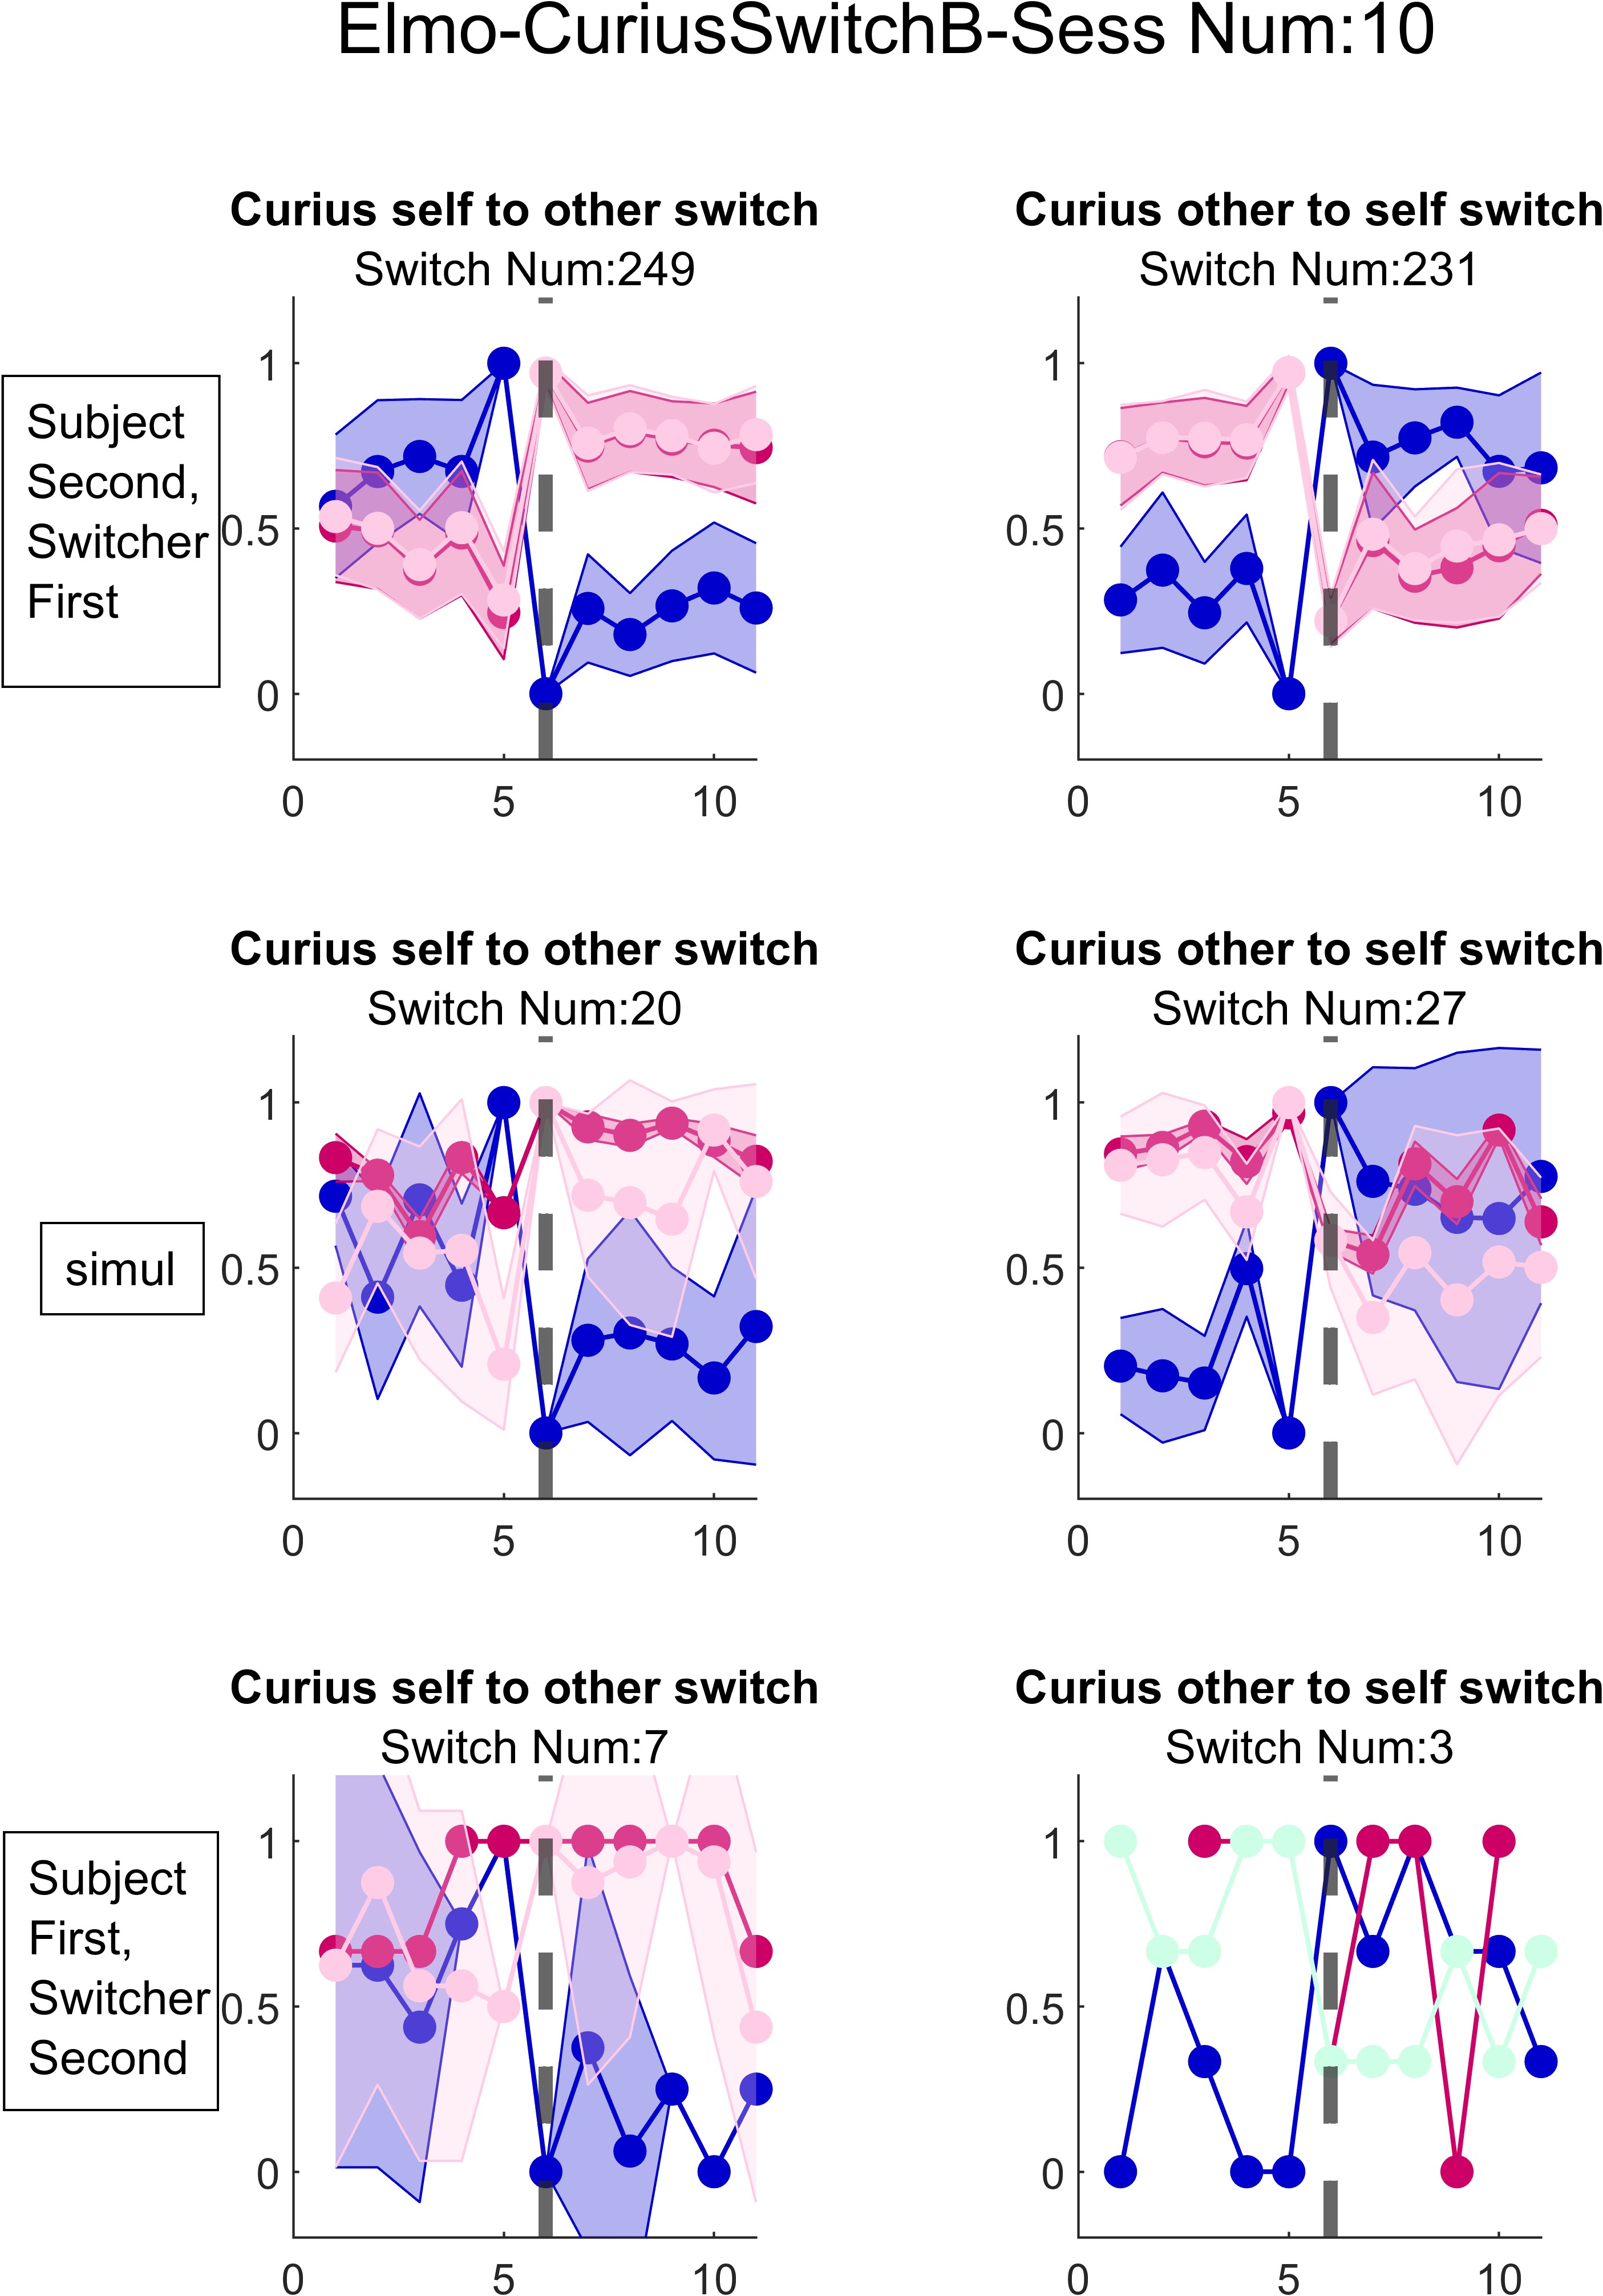 Elmo-CuriusSwitchB-Sess Num:10
Curius self to other switch
Switch Num:249
Curius other to self switch
Switch Num:231
Subject
Second,
Switcher
First
1
0.5
0
0
5
10
1
0.5
0
0
5
10
Curius self to other switch
Switch Num:20
Curius other to self switch
Switch Num:27
simul
1
0.5
0
0
5
10
1
0.5
0
0
5
10
Curius self to other switch
Switch Num:7
Curius other to self switch
Switch Num:3
Subject
First,
Switcher
Second
1
0.5
0
0
5
10
1
0.5
0
0
5
10